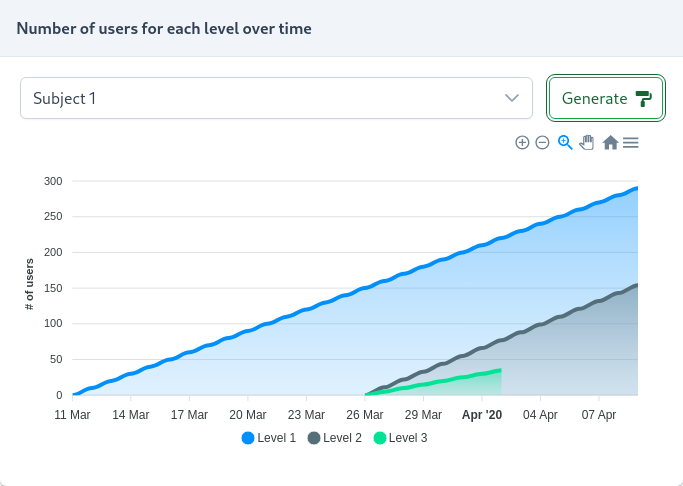 Number of users for each level over time
Subject 1
Generate
300
250
200
150
100
50
0
# of users
11 Mar 14 Mar 17 Mar 20 Mar 23 Mar 26 Mar 29 Mar Apr '20 04 Apr 07 Apr
Level 1 Level 2 Level 3